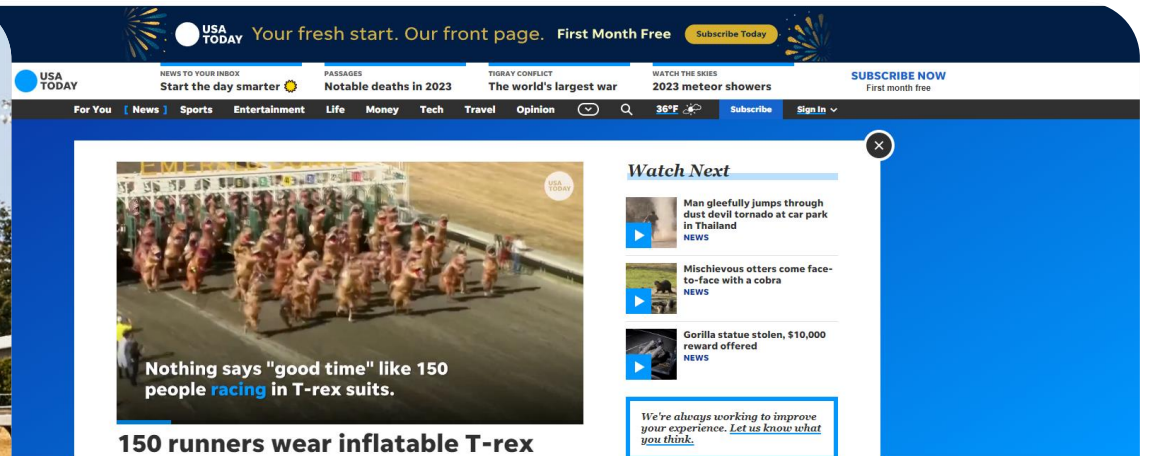 USA TODAY Your fresh start. Our front page. First Month Free Subscribe Today
USA TODAY
NEWS TO YOUR INBOX
Start the day smarter
PASSAGES
Notable deaths in 2023
TIGRAY CONFLICT
The world's largest war
WATCH THE SKIES
2023 meteor showers
SUBSCRIBE NOW
First month free
For You [ News ] Sports Entertainment Life Money Tech Travel Opinion 36°F Subscribe Sign In
USA TODAY
Nothing says "good time" like 150
people racing in T-rex suits.
150 runners wear inflatable T-rex
Watch Next
Man gleefully jumps through
dust devil tornado at car park
in Thailand
NEWS
Mischievous otters come face-
to-face with a cobra
NEWS
Gorilla statue stolen, $10,000
reward offered
NEWS
We're always working to improve
your experience. Let us know what
you think.